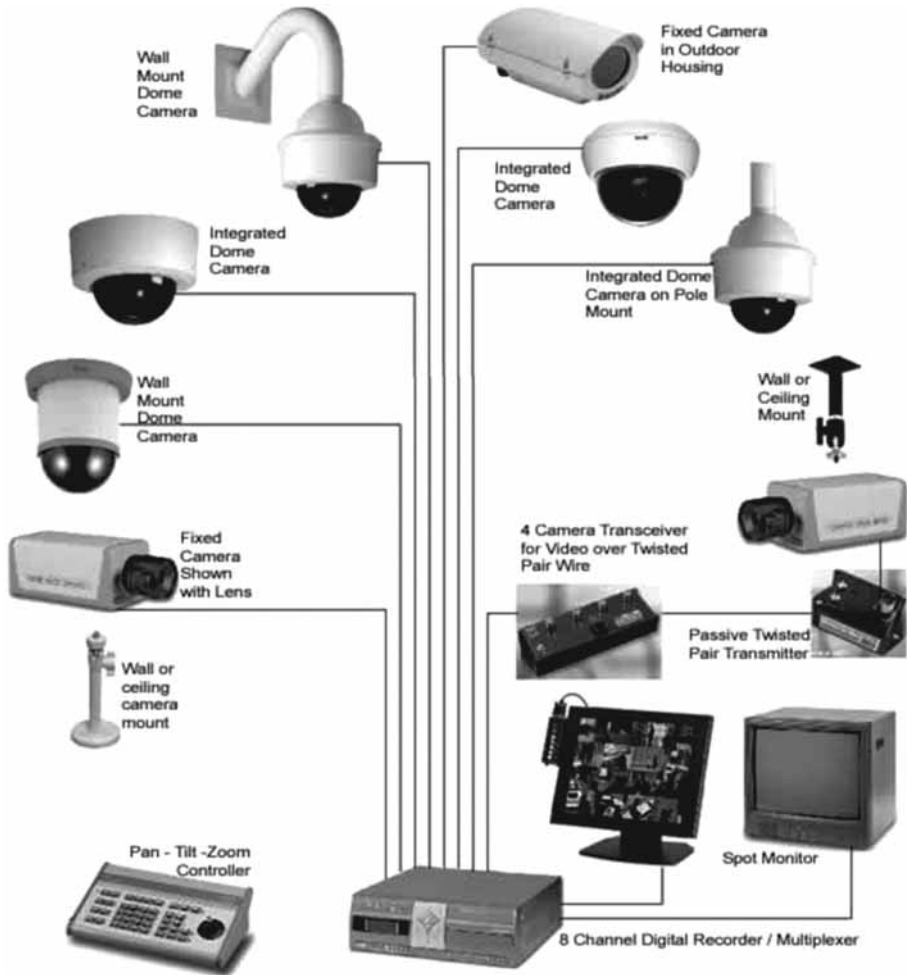 Wall
Mount
Dome
Camera
Fixed Camera
in Outdoor
Housing
Integrated
Dome
Camera
Integrated
Dome
Camera
Integrated Dome
Camera on Pole
Mount
Wall
Mount
Dome
Camera
Wall or
Ceiling
Mount
Fixed
Camera
Shown
with Lens
4 Camera Transceiver
for Video over Twisted
Pair Wire
Passive Twisted
Pair Transmitter
Wall or
ceiling
camera
mount
Pan - Tilt -Zoom
Controller
Spot Monitor
8 Channel Digital Recorder / Multiplexer